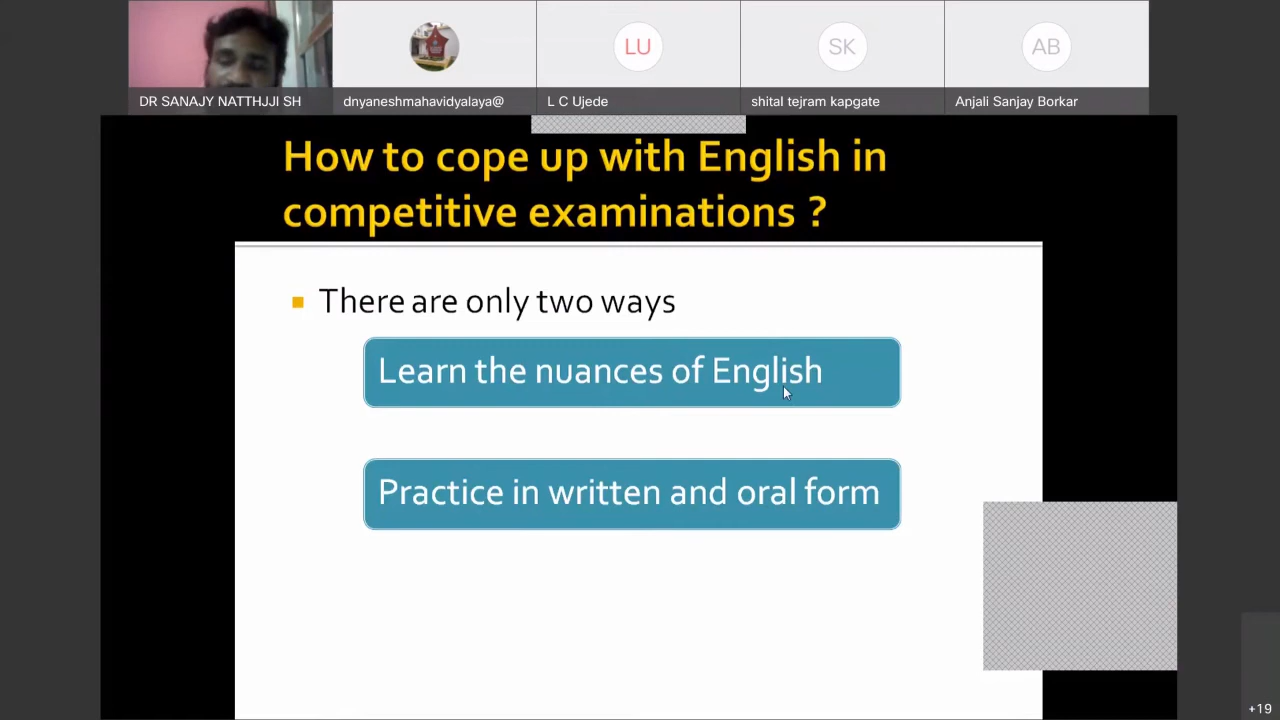 DR SANAJY NATTHJJI SH
dnyaneshmahavidyalaya@
LU
L C Ujede
SK
shital tejram kapgate
AB
Anjali Sanjay Borkar
How to cope up with English in
competitive examinations ?
There are only two ways
Learn the nuances of English
Practice in written and oral form
+19